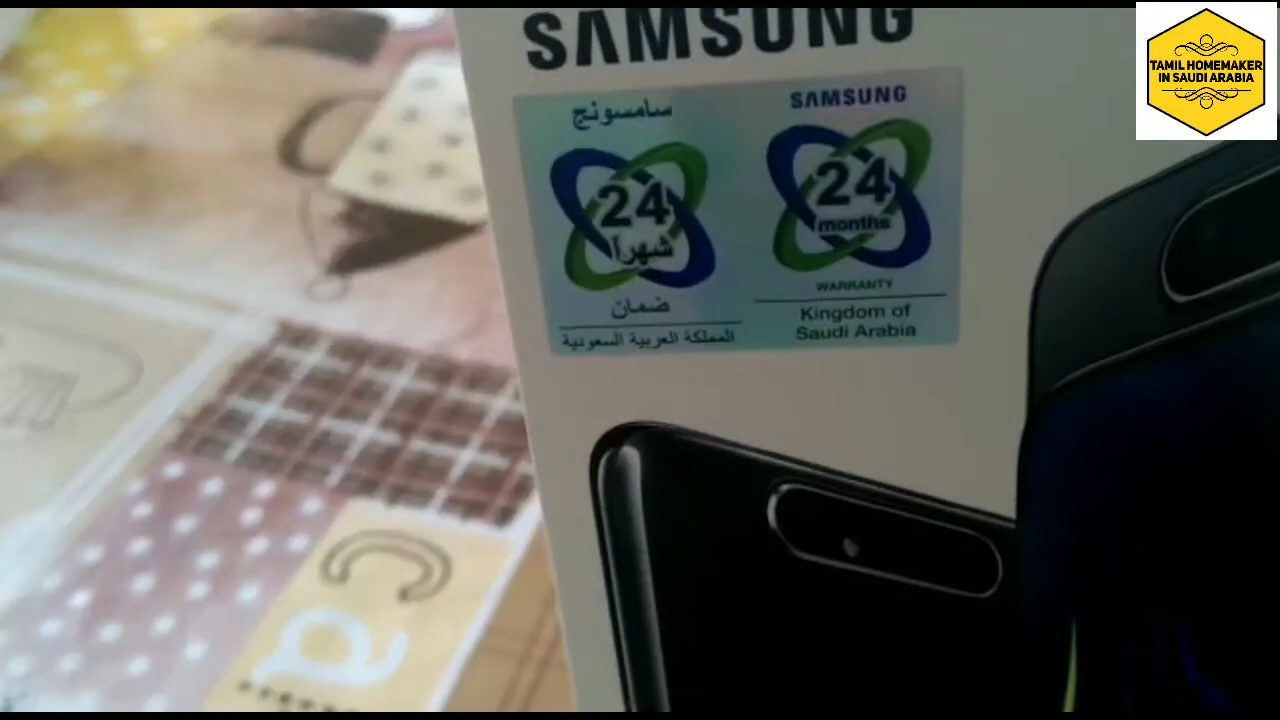 SAMSUNG
سامسونج
24
شهرا
ضمان
المملكة العربية السعودية
SAMSUNG
24
months
WARRANTY
Kingdom of
Saudi Arabia
TAMIL HOMEMAKER
IN SAUDI ARABIA
Ca